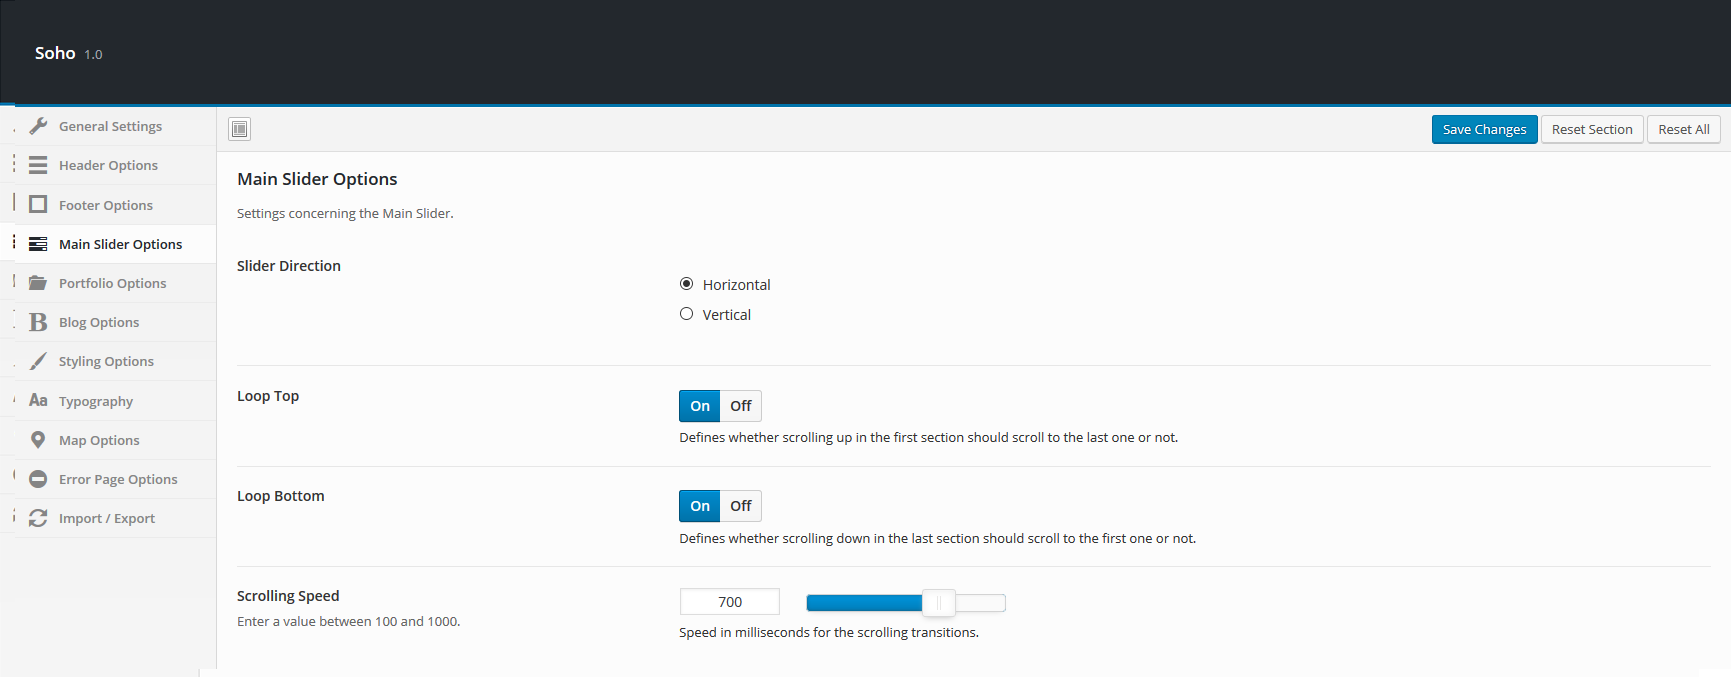 Soho 1.0
General Settings
Header Options
Footer Options
Main Slider Options
Portfolio Options
B Blog Options
Styling Options
Aa Typography
Map Options
Error Page Options
Import / Export
Save Changes Reset Section Reset All
Main Slider Options
Settings concerning the Main Slider.
Slider Direction
Horizontal
Vertical
Loop Top
On Off
Defines whether scrolling up in the first section should scroll to the last one or not.
Loop Bottom
On Off
Defines whether scrolling down in the last section should scroll to the first one or not.
Scrolling Speed
Enter a value between 100 and 1000.
700
Speed in milliseconds for the scrolling transitions.